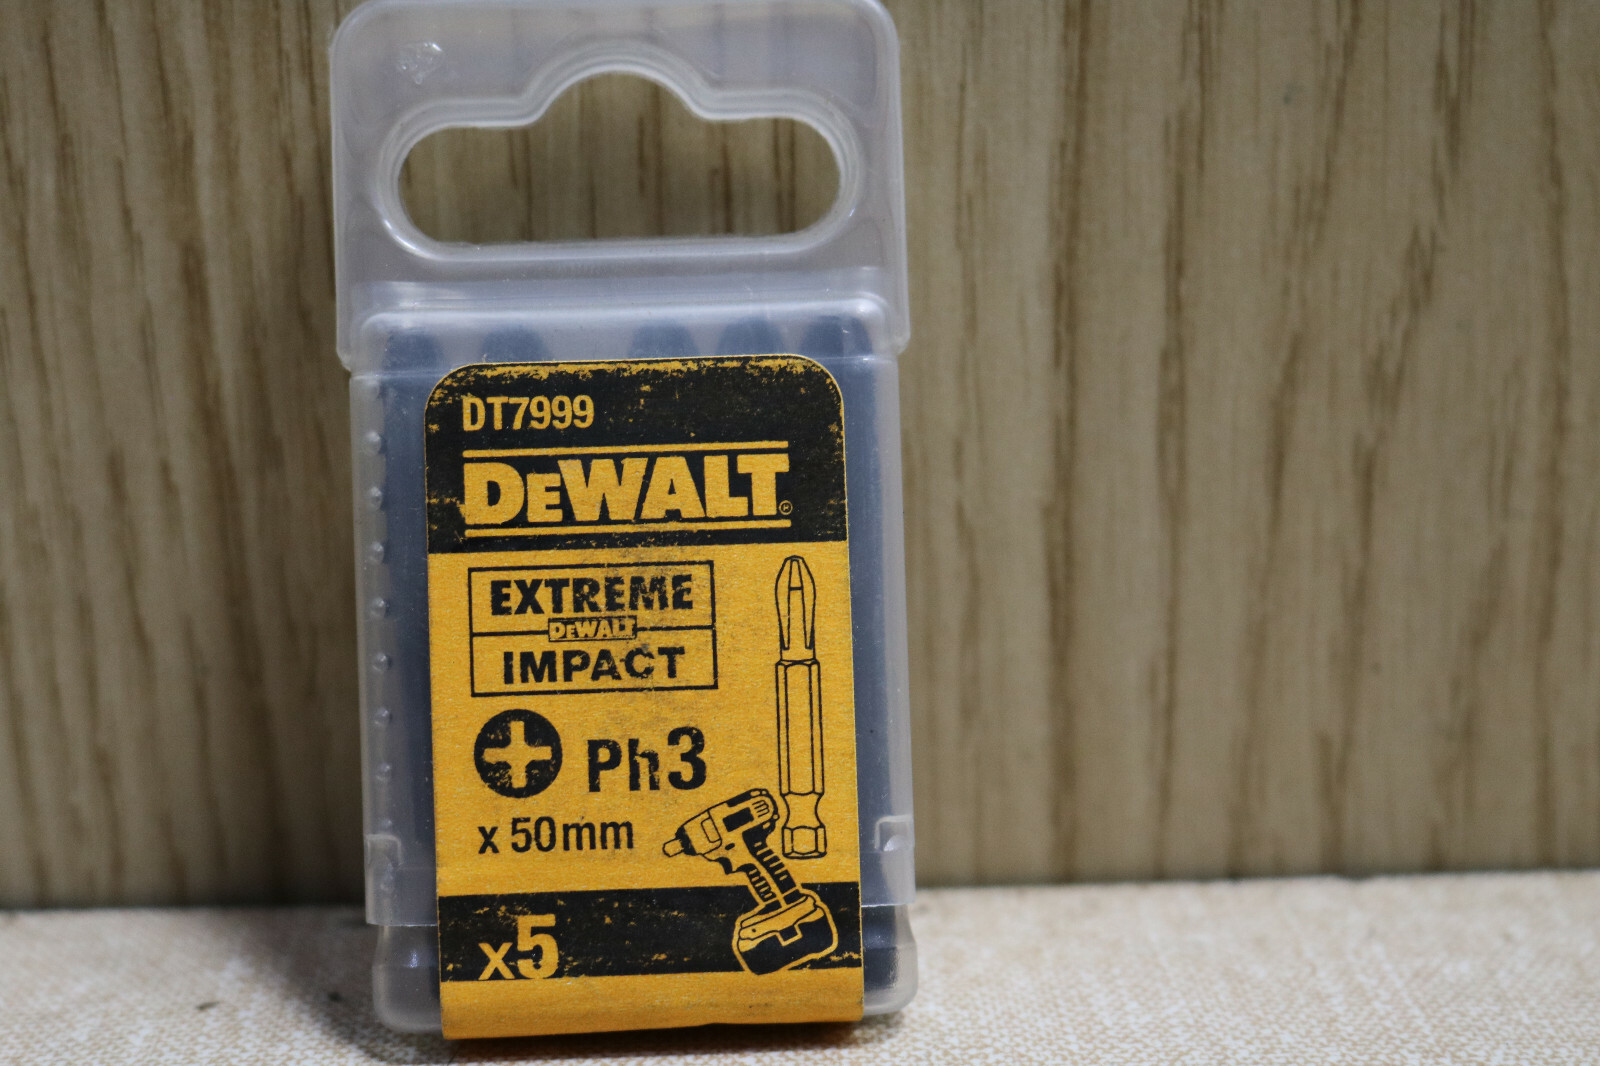 DT7999
DEWALT®
EXTREME
DEWALT
IMPACT
Ph3
x 50mm
x5